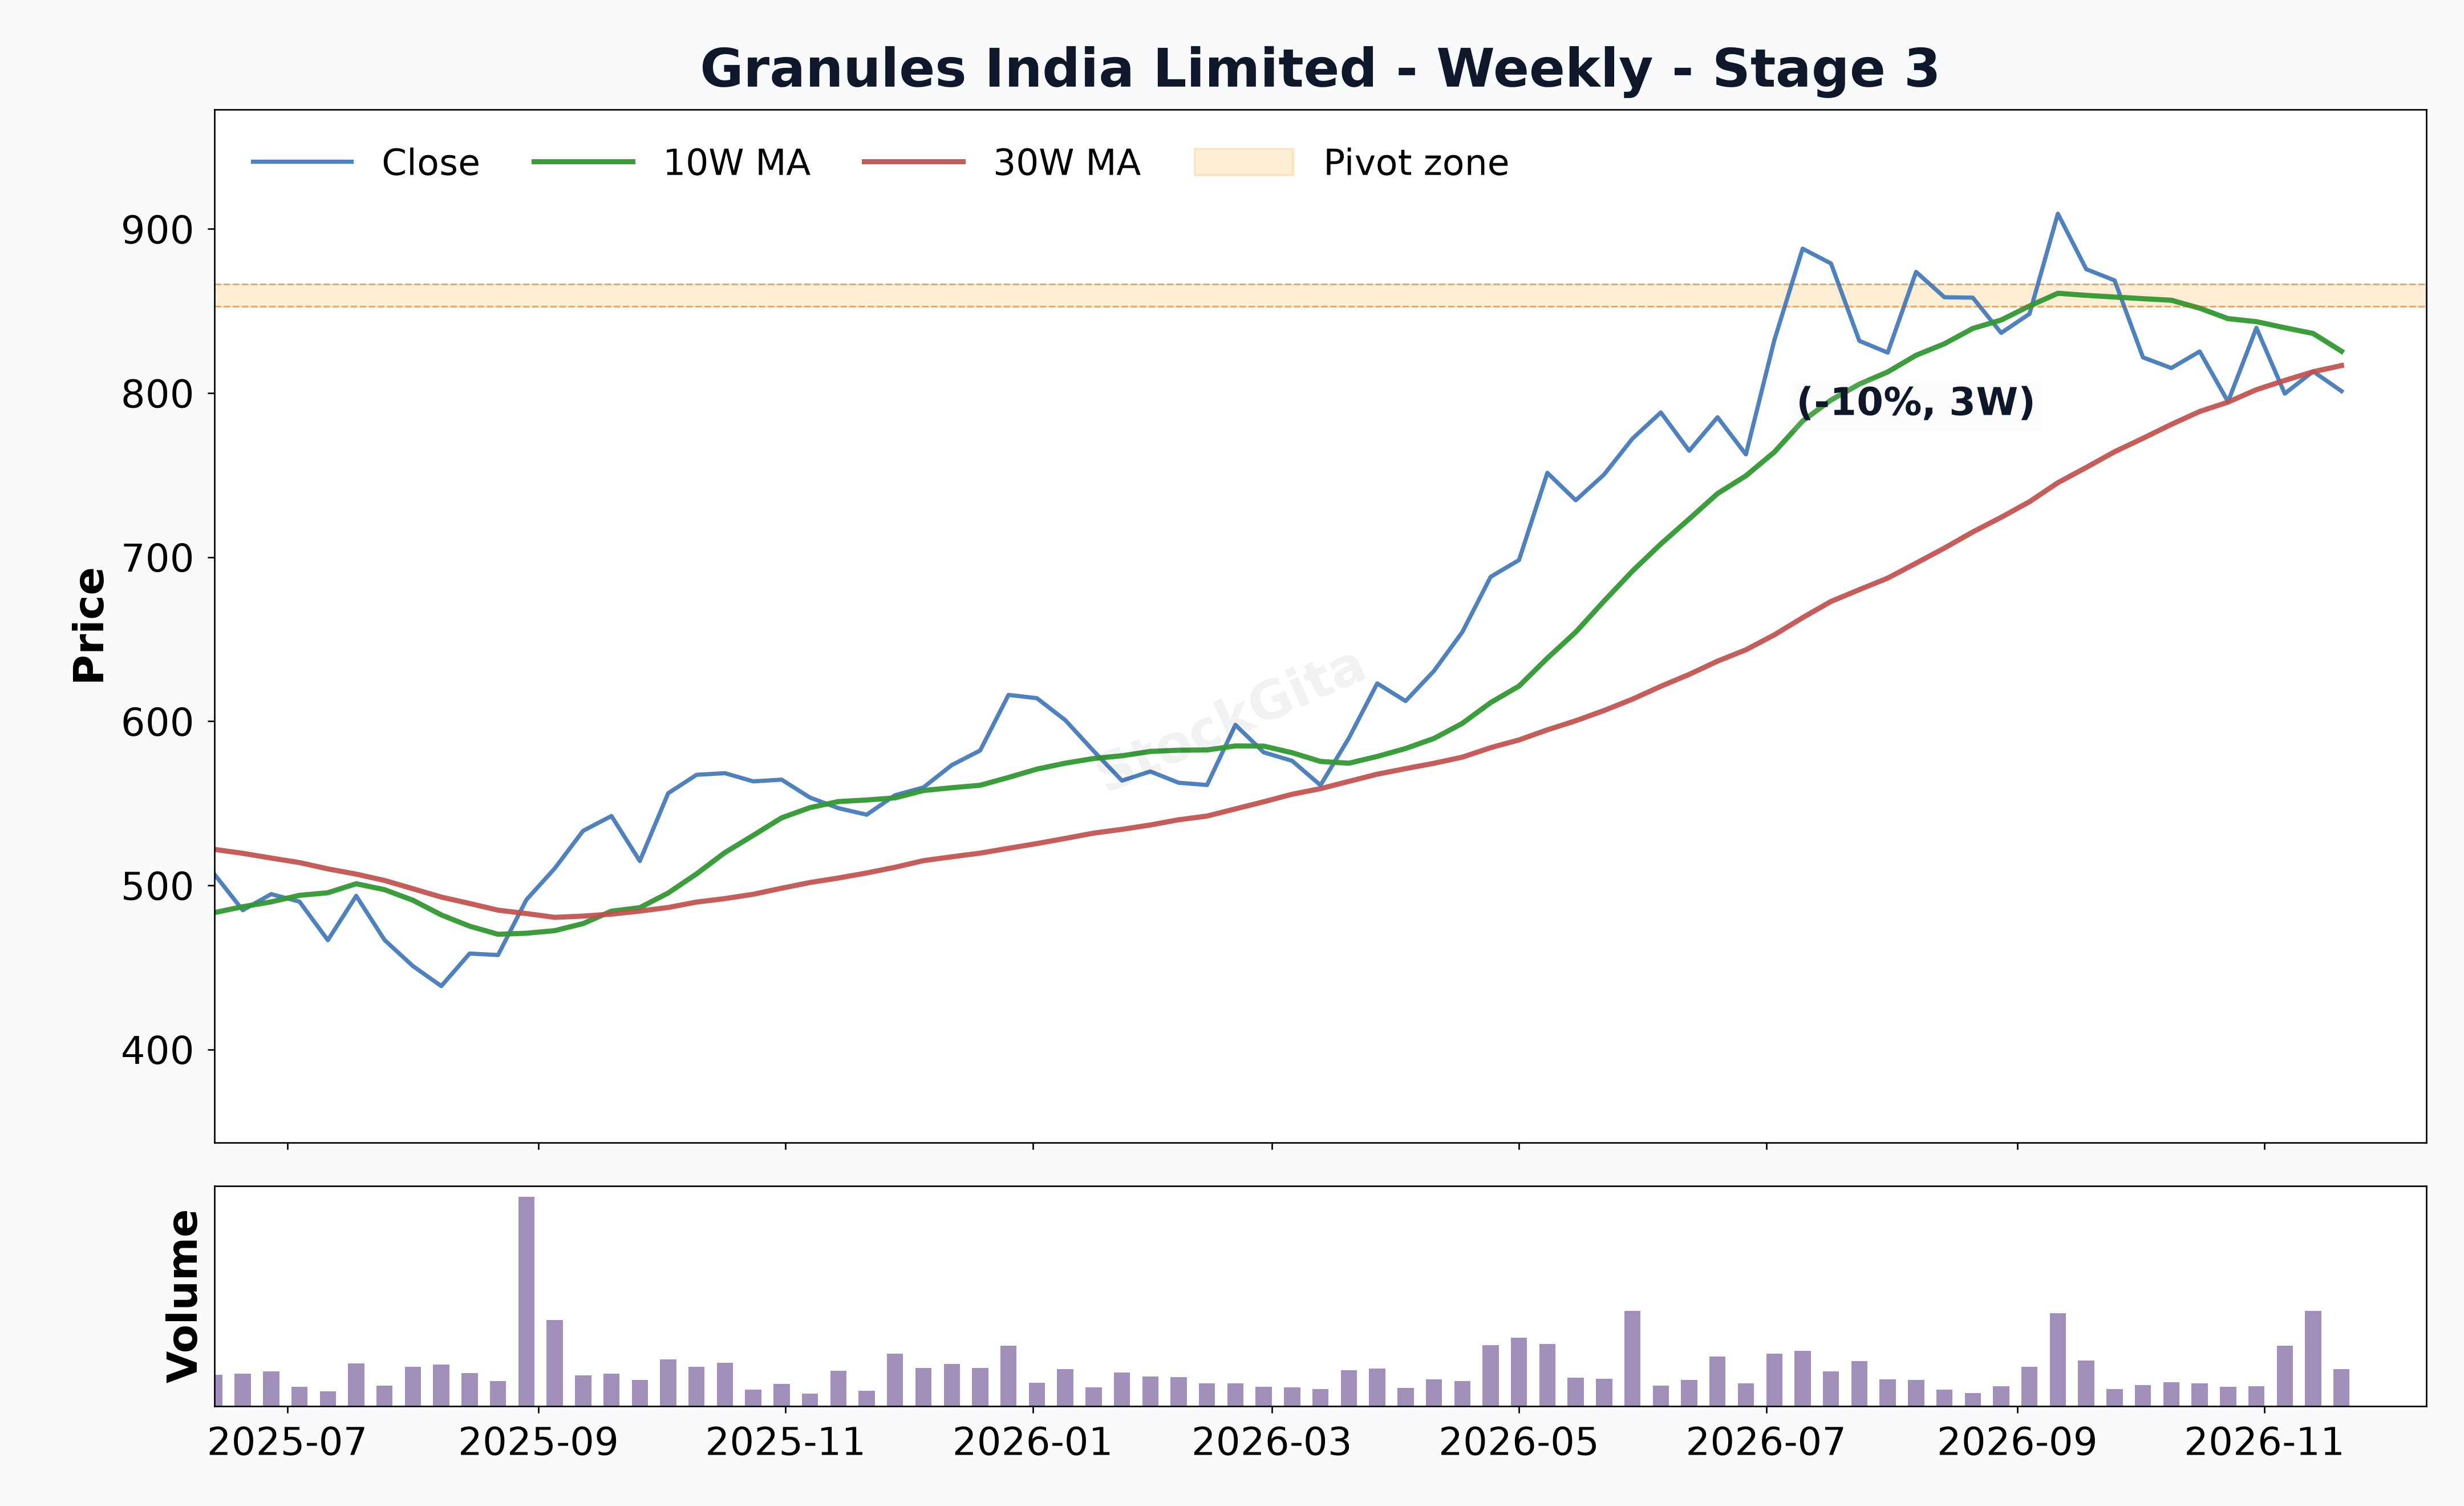 Granules India Limited - Weekly - Stage 3
Close 10W MA 30W MA Pivot zone
900
800
700
600
500
400
Price
(-10%, 3W)
StockGita
Volume
2025-07 2025-09 2025-11 2026-01 2026-03 2026-05 2026-07 2026-09 2026-11